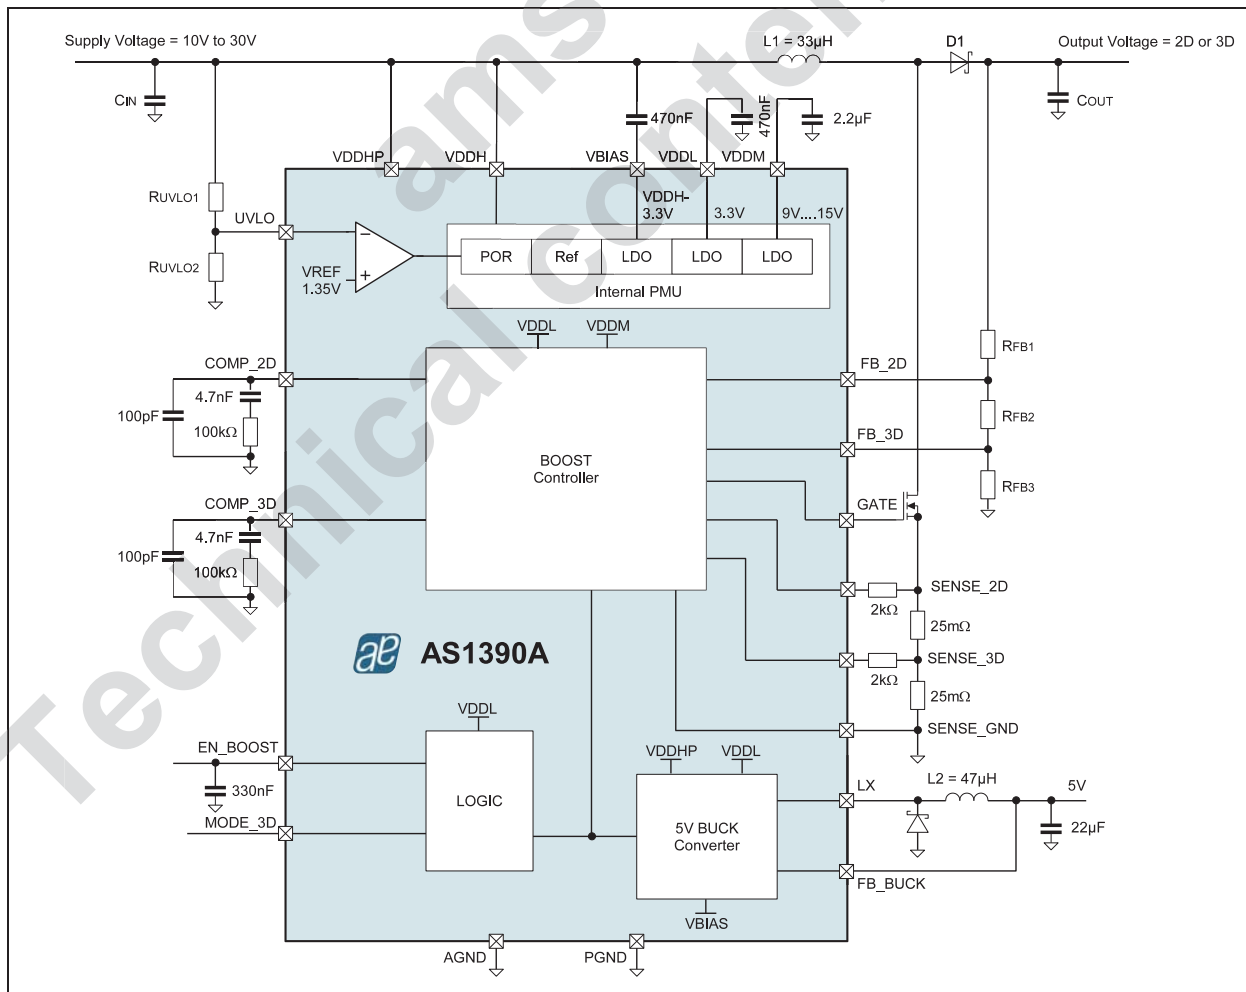 Supply Voltage = 10V to 30V
L1 = 33µH
D1
Output Voltage = 2D or 3D
CIN
470nF
470nF
2.2µF
COUT
VDDHP
VDDH
VBIAS
VDDL
VDDM
RUVLO1
UVLO
VDDH-
3.3V
3.3V
9V....15V
RUVLO2
VREF
1.35V
POR
Ref
LDO
LDO
LDO
Internal PMU
VDDL
VDDM
RFB1
COMP_2D
FB_2D
4.7nF
100pF
100kΩ
RFB2
FB_3D
BOOST
Controller
RFB3
COMP_3D
GATE
4.7nF
100pF
100kΩ
SENSE_2D
2kΩ
25mΩ
ae
AS1390A
SENSE_3D
2kΩ
25mΩ
VDDL
SENSE_GND
EN_BOOST
VDDHP
VDDL
LX
L2 = 47µH
5V
330nF
LOGIC
MODE_3D
5V BUCK
Converter
22µF
FB_BUCK
VBIAS
AGND
PGND
ams
Technical content